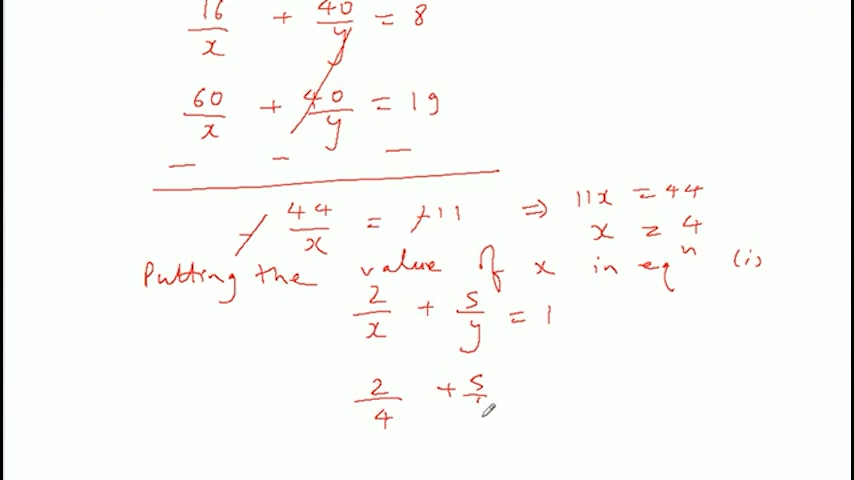 16/x + 40/y = 8
60/x + 40/y = 19
− − −
- 44/x = -11 ⇒ 11x = 44
x = 4
Putting the value of x in eqⁿ (i)
2/x + 5/y = 1
2/4 + 5/